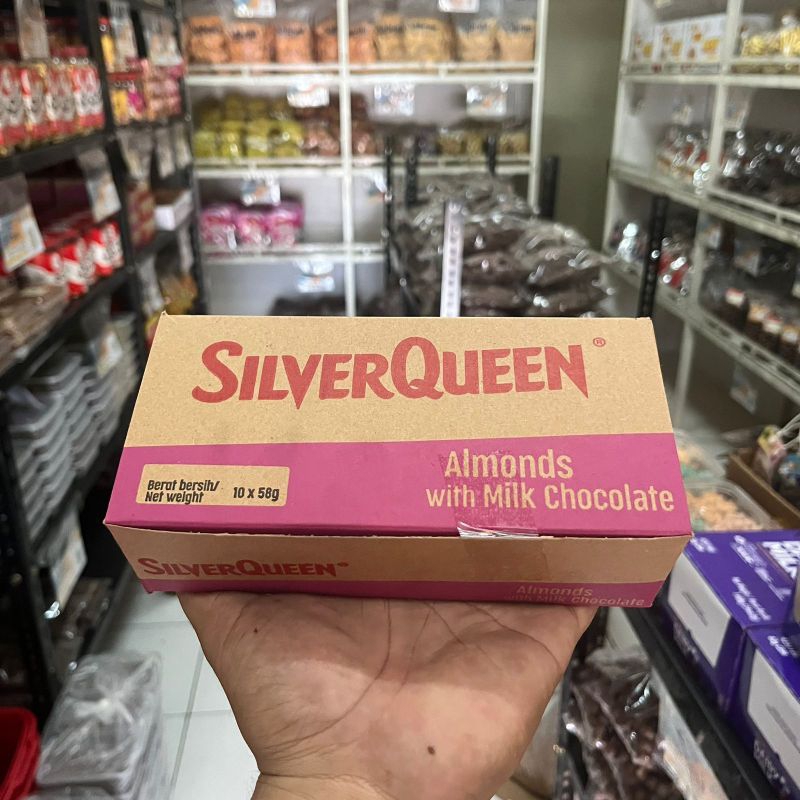 SILVERQUEEN®
Almonds
with Milk Chocolate
Berat bersih/
Net weight
10 x 58g
SILVERQUEEN®
Almonds
with Milk Chocolate